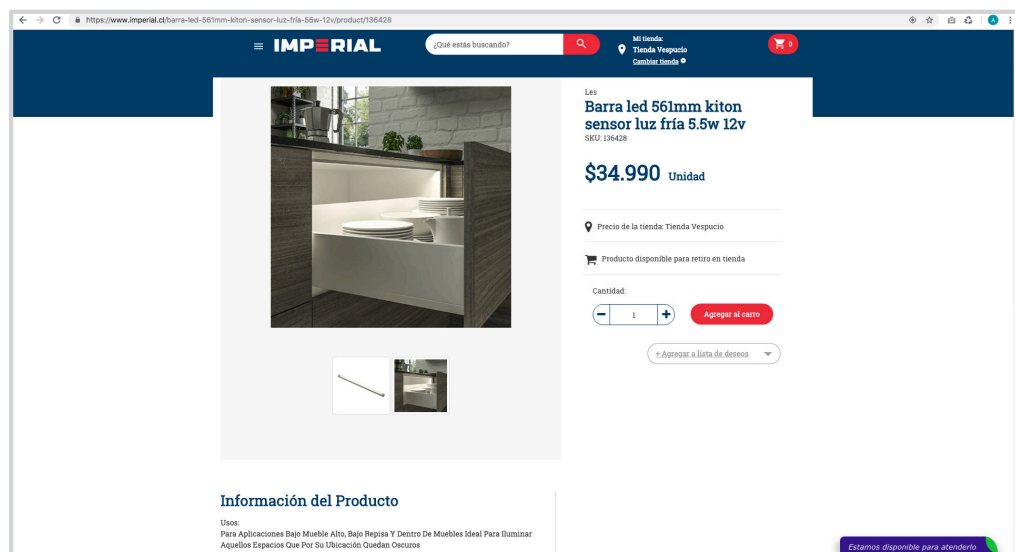 https://www.imperial.cl/barra-led-561mm-kiton-sensor-luz-fría-55w-12v/product/136428
A
IMPERIAL
¿Qué estás buscando?
Mi tienda:
Tienda Vespucio
Cambiar tienda
0
Les
Barra led 561mm kiton
sensor luz fría 5.5w 12v
SKU: 136428
$34.990 Unidad
Precio de la tienda: Tienda Vespucio
Producto disponible para retiro en tienda
Cantidad:
1
Agregar al carro
+ Agregar a lista de deseos
Información del Producto
Usos:
Para Aplicaciones Bajo Mueble Alto, Bajo Repisa Y Dentro De Muebles Ideal Para Iluminar
Aquellos Espacios Que Por Su Ubicación Quedan Oscuros
Estamos disponible para atenderlo